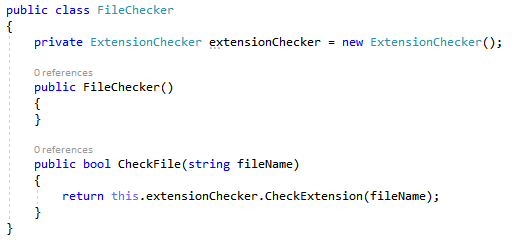 public class FileChecker
{
private ExtensionChecker extensionChecker = new ExtensionChecker();
0 references
public FileChecker()
{
}
0 references
public bool CheckFile(string fileName)
{
return this.extensionChecker.CheckExtension(fileName);
}
}